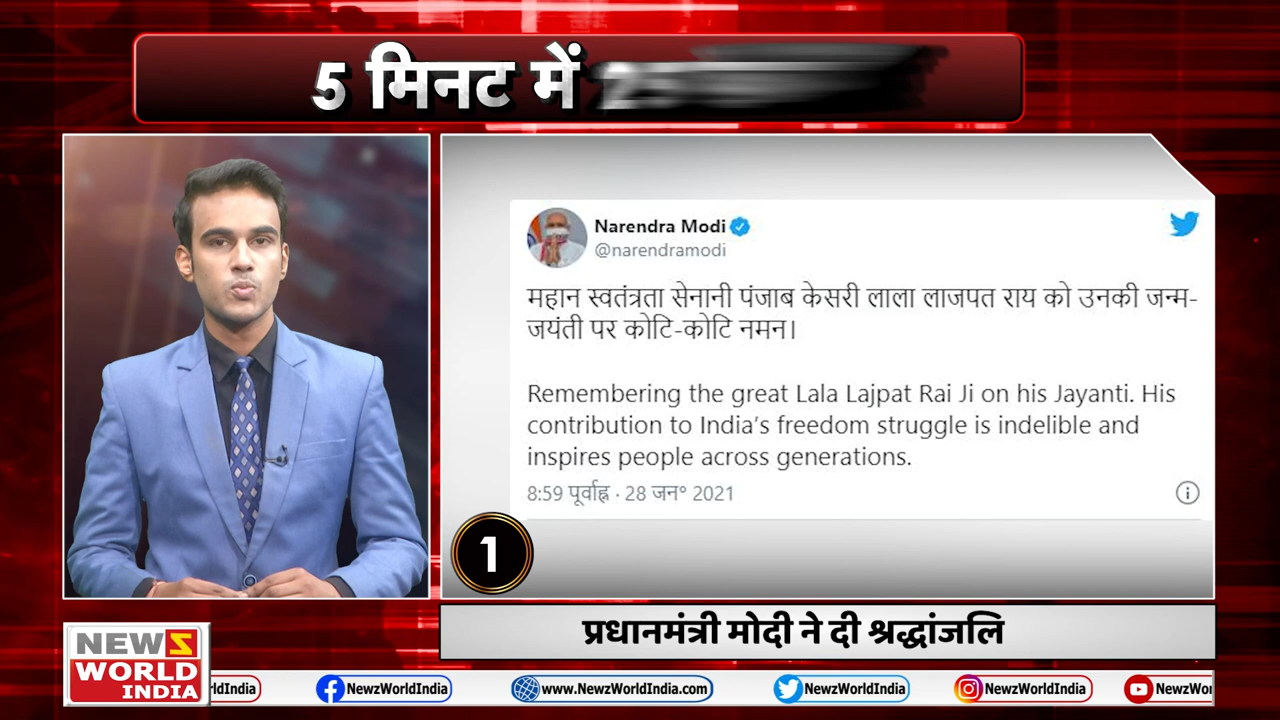 5 मिनट में
Narendra Modi
@narendramodi
महान स्वतंत्रता सेनानी पंजाब केसरी लाला लाजपत राय को उनकी जन्म-
जयंती पर कोटि-कोटि नमन।
Remembering the great Lala Lajpat Rai Ji on his Jayanti. His
contribution to India's freedom struggle is indelible and
inspires people across generations.
8:59 पूर्वाह्न · 28 जन° 2021
1
प्रधानमंत्री मोदी ने दी श्रद्धांजलि
NEWZ
WORLD
INDIA
NewzWorldIndia
www.NewzWorldIndia.com
NewzWorldIndia
NewzWorldIndia